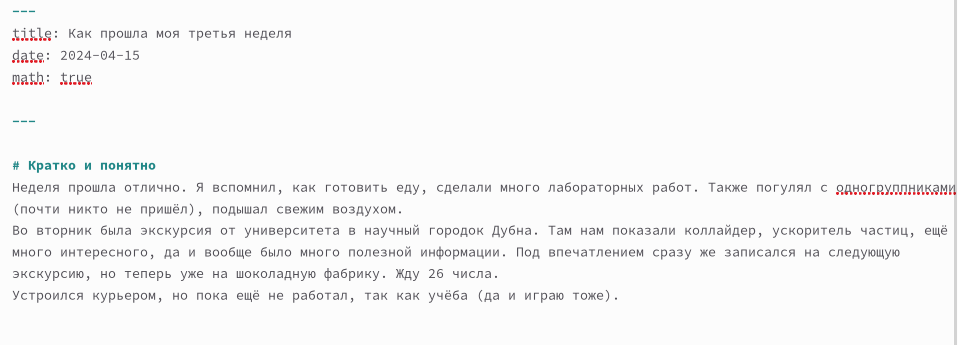 ---
title: Как прошла моя третья неделя
date: 2024-04-15
math: true
---
# Кратко и понятно
Неделя прошла отлично. Я вспомнил, как готовить еду, сделали много лабораторных работ. Также погулял с одногруппниками
(почти никто не пришёл), подышал свежим воздухом.
Во вторник была экскурсия от университета в научный городок Дубна. Там нам показали коллайдер, ускоритель частиц, ещё
много интересного, да и вообще было много полезной информации. Под впечатлением сразу же записался на следующую
экскурсию, но теперь уже на шоколадную фабрику. Жду 26 числа.
Устроился курьером, но пока ещё не работал, так как учёба (да и играю тоже).